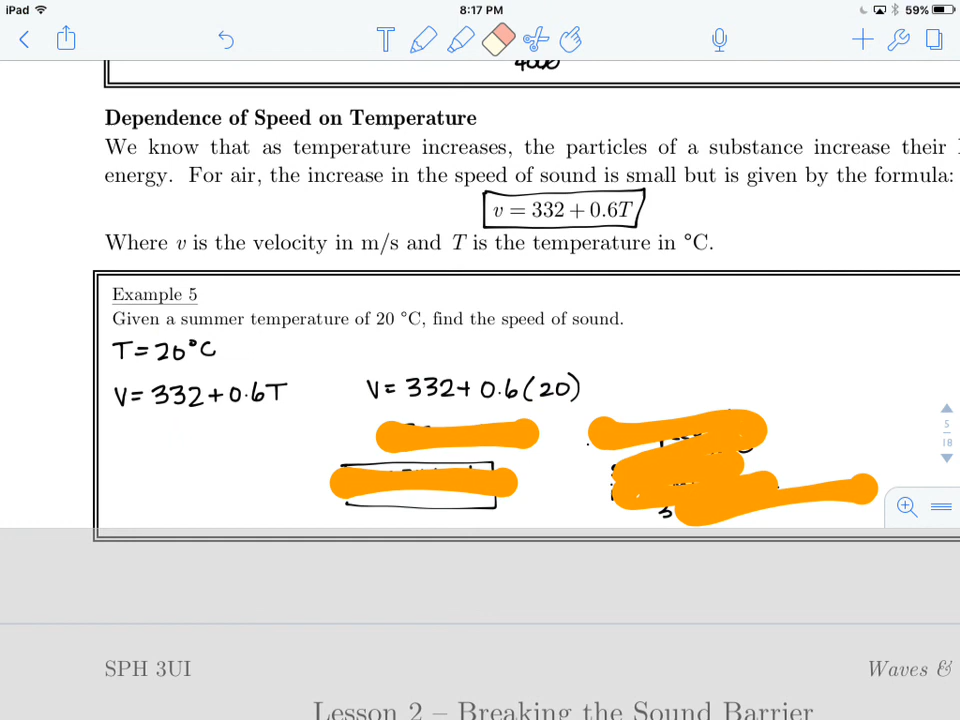 iPad 8:17 PM 59%
T
4000
Dependence of Speed on Temperature
We know that as temperature increases, the particles of a substance increase their
energy. For air, the increase in the speed of sound is small but is given by the formula:
v = 332 + 0.6T
Where v is the velocity in m/s and T is the temperature in °C.
Example 5
Given a summer temperature of 20 °C, find the speed of sound.
T = 20°C
V = 332 + 0.6T V = 332 + 0.6 (20)
5
18
SPH 3UI Waves &
Lesson 2 – Breaking the Sound Barrier